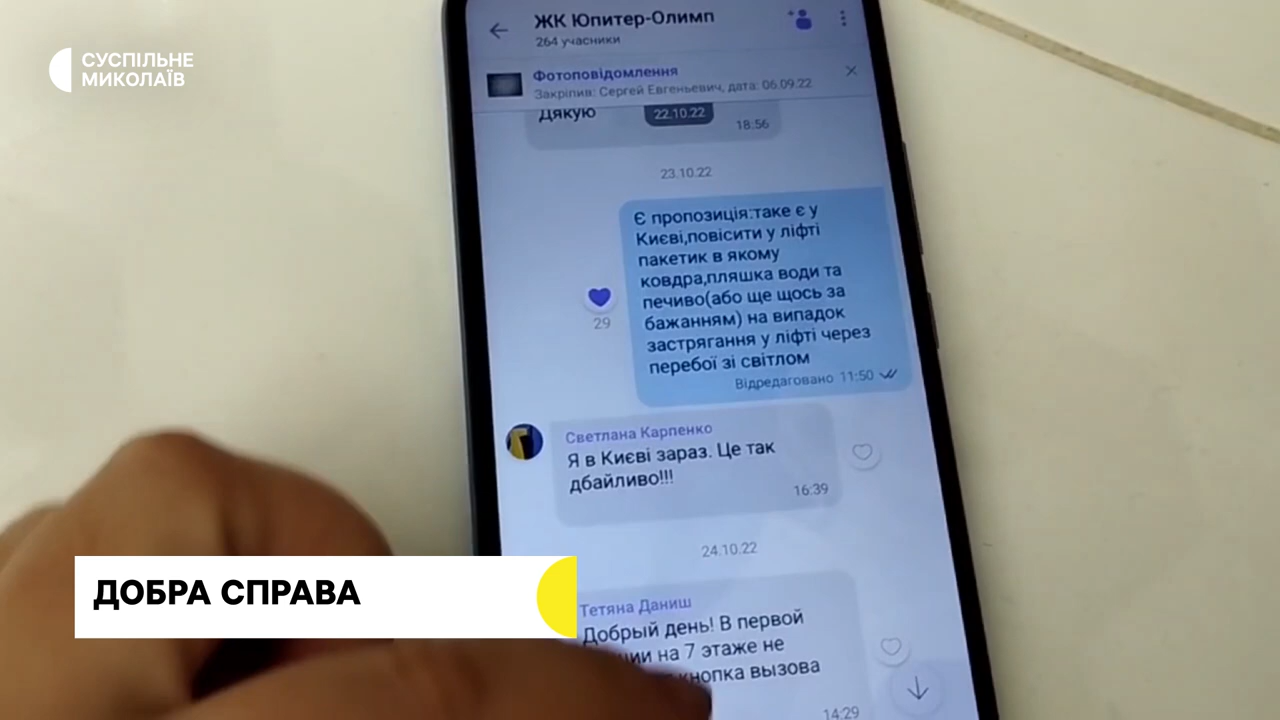 СУСПІЛЬНЕ
МИКОЛАЇВ
ЖК Юпитер-Олимп
264 учасники
Фотоповідомлення
Закріпив: Сергей Евгеньевич, дата: 06.09.22
Дякую
22.10.22
18:56
23.10.22
Є пропозиція:таке є у
Києві,повісити у ліфті
пакетик в якому
ковдра,пляшка води та
печиво(або ще щось за
бажанням) на випадок
застрягання у ліфті через
перебої зі світлом
Відредаговано 11:50
29
Светлана Карпенко
Я в Києві зараз. Це так
дбайливо!!!
16:39
24.10.22
Тетяна Даниш
Добрый день! В первой
на 7 этаже не
кнопка вызова
14:29
ДОБРА СПРАВА